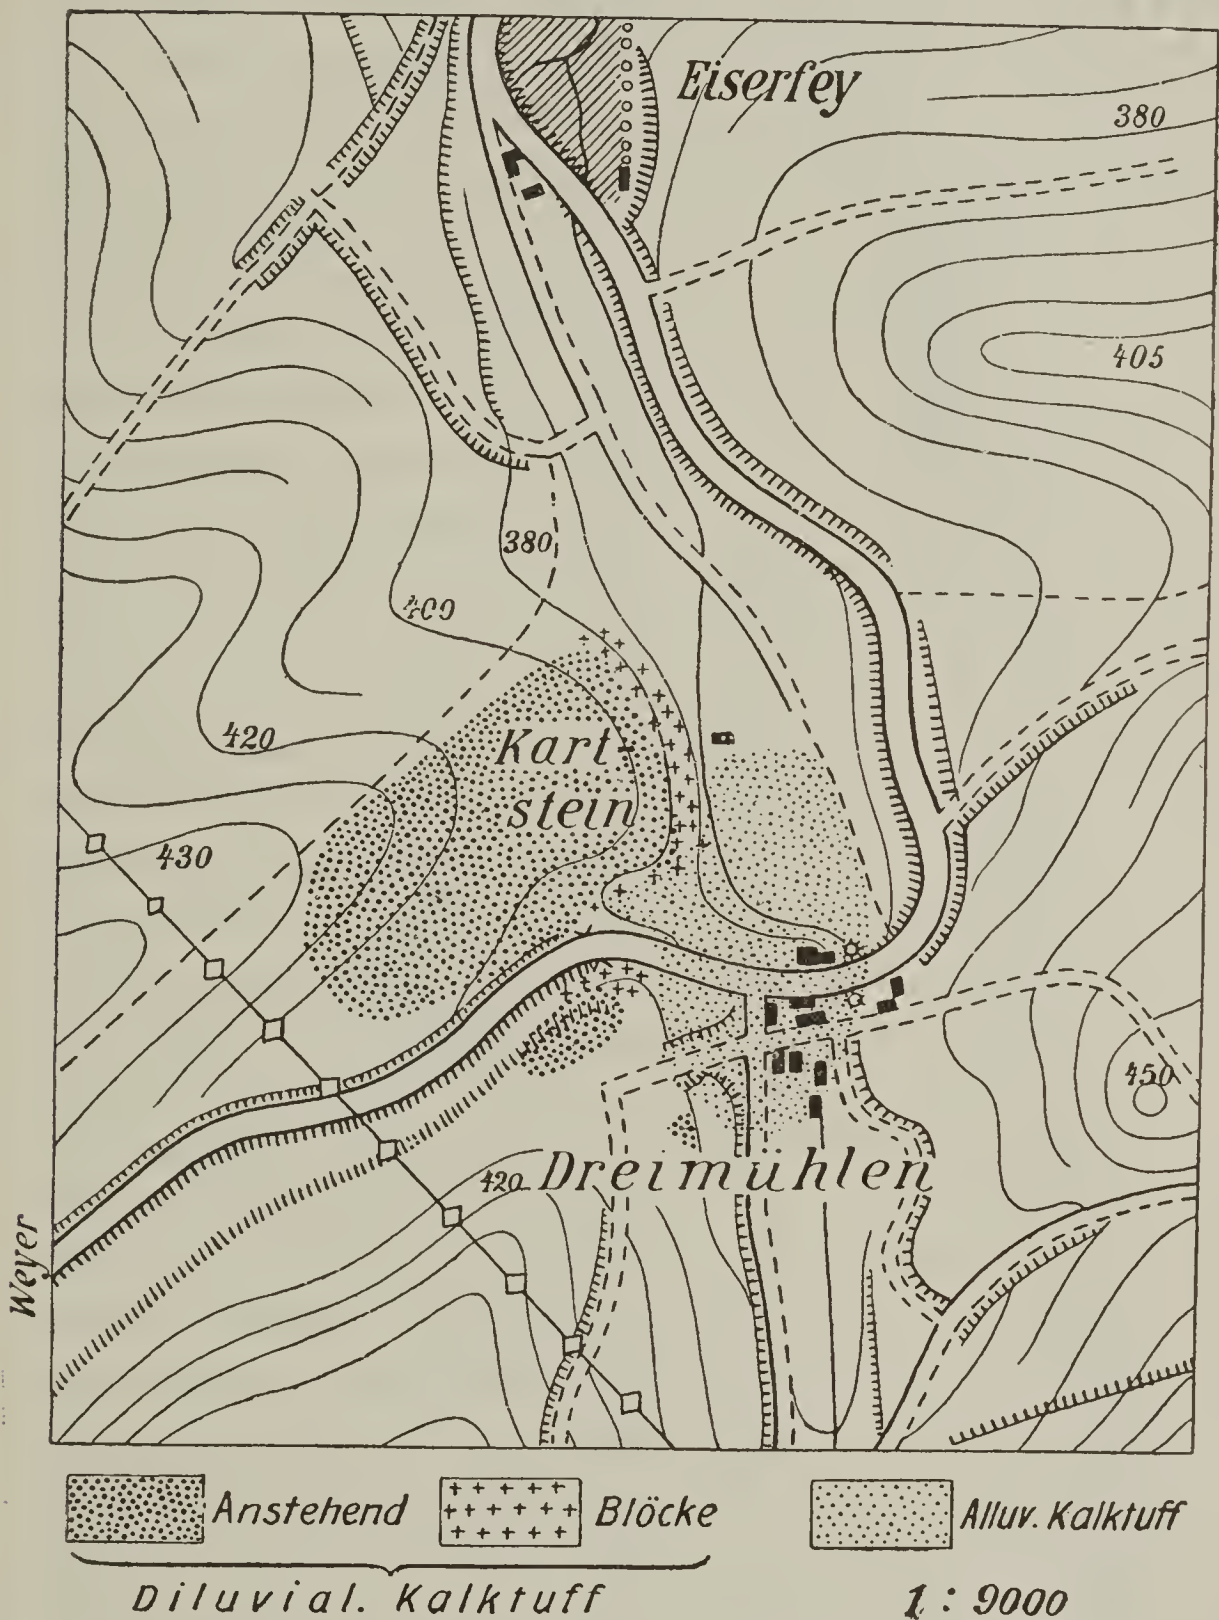 Eiserfey
380
405
380
400
Kart-
stein
420
430
450
420
Dreimühlen
Weyer
Anstehend
Blöcke
Alluv. Kalktuff
Diluvial. Kalktuff
1 : 9000